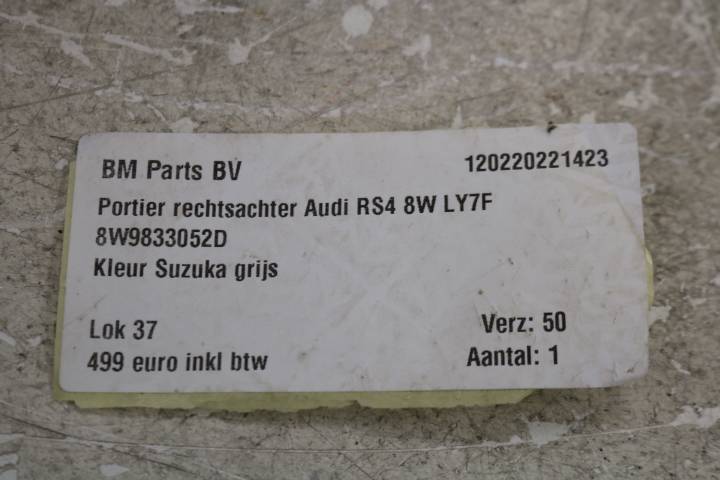 BM Parts BV 120220221423
Portier rechtsachter Audi RS4 8W LY7F
8W9833052D
Kleur Suzuka grijs
Lok 37 Verz: 50
499 euro inkl btw Aantal: 1